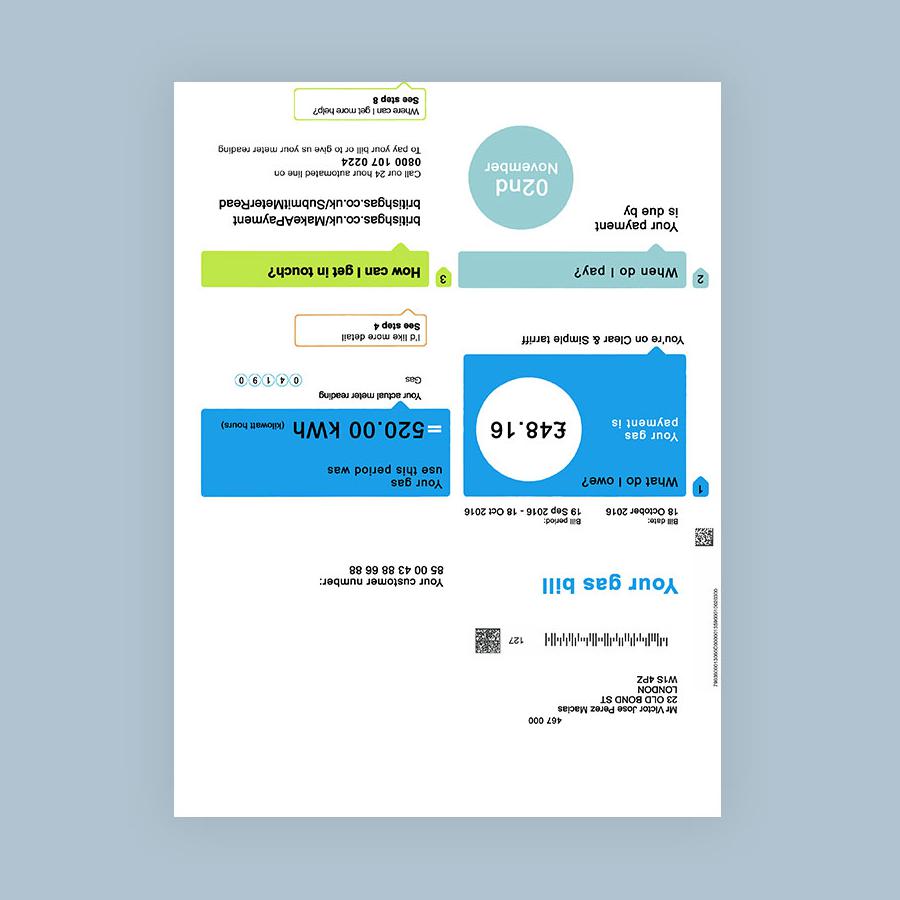 467 000
Mr Victor Jose Perez Macias
23 OLD BOND ST
LONDON
W1S 4PZ
127
Your gas bill
Your customer number:
85 00 43 88 66 88
Bill date:
18 October 2016
Bill period:
19 Sep 2016 - 18 Oct 2016
1
What do I owe?
Your gas
payment is
£48.16
You're on Clear & Simple tariff
Your gas
use this period was
=520.00 kWh (kilowatt hours)
Your actual meter reading
Gas 0 4 1 9 0
I'd like more detail
See step 4
2
When do I pay?
Your payment
is due by
02nd
November
3
How can I get in touch?
britishgas.co.uk/MakeAPayment
britishgas.co.uk/SubmitMeterRead
Call our 24 hour automated line on
0800 107 0224
To pay your bill or to give us your meter reading
Where can I get more help?
See step 8